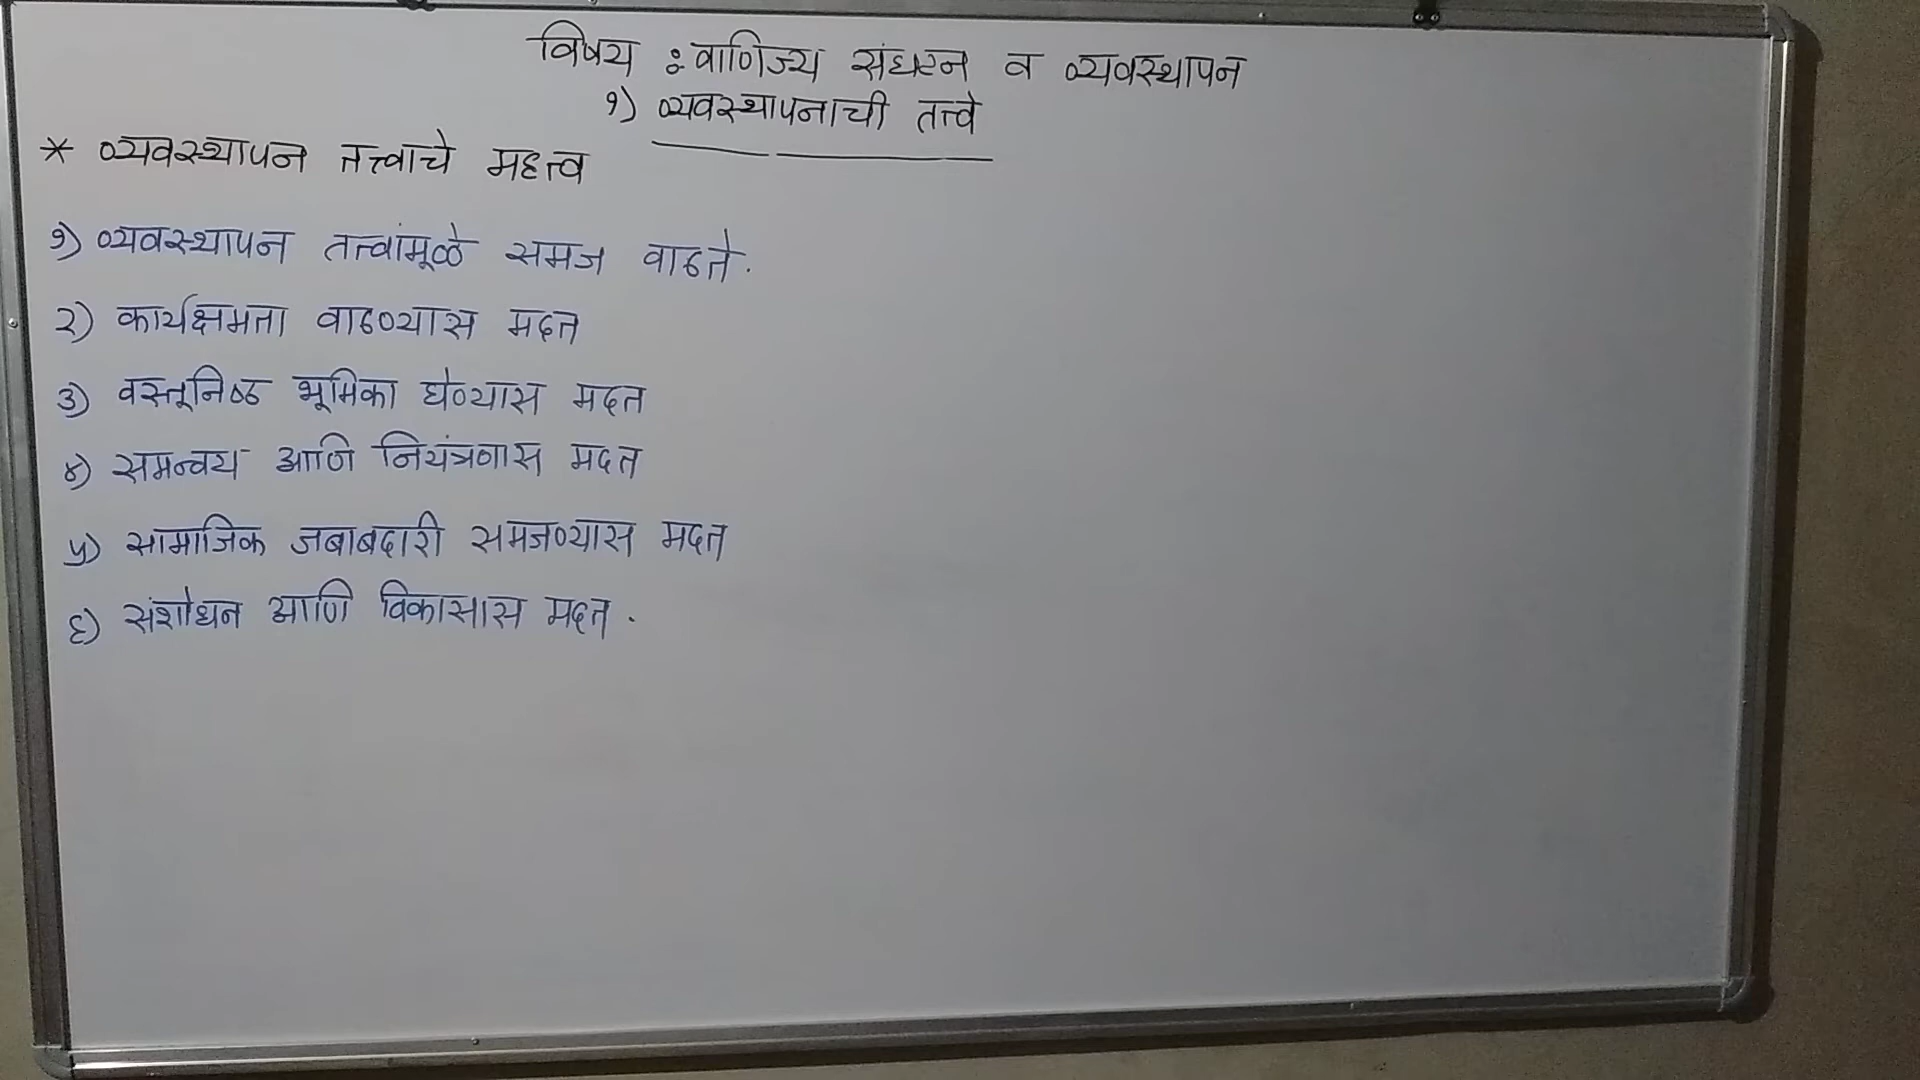 विषय : वाणिज्य संघटन व व्यवस्थापन
१) व्यवस्थापनाची तत्त्वे
* व्यवस्थापन तत्त्वाचे महत्त्व
१) व्यवस्थापन तत्त्वांमूळे समज वाढते.
२) कार्यक्षमता वाढण्यास मदत
३) वस्तूनिष्ठ भूमिका घेण्यास मदत
४) समन्वय आणि नियंत्रणास मदत
५) सामाजिक जबाबदारी समजण्यास मदत
६) संशोधन आणि विकासास मदत.